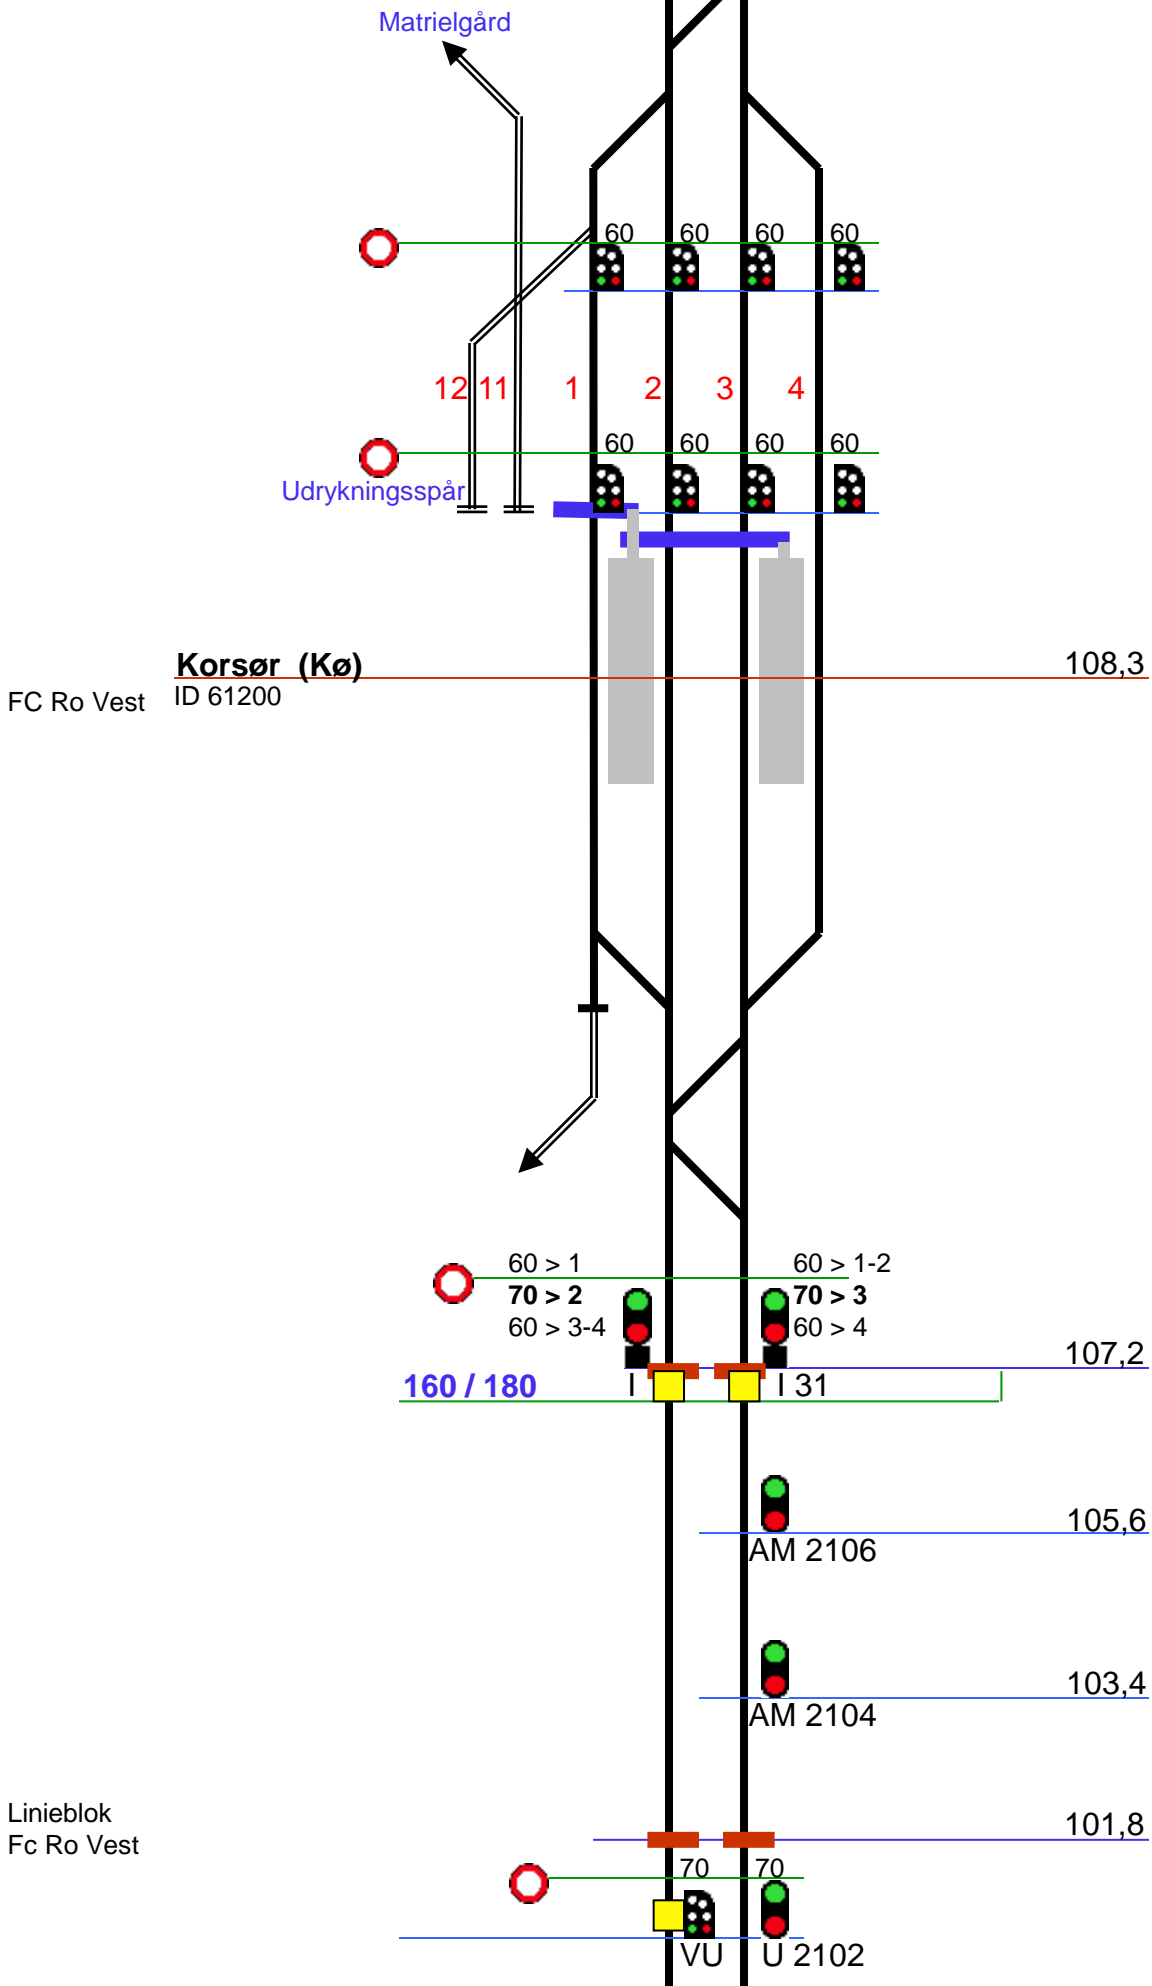 Matrielgård
60 60 60 60
12 11 1 2 3 4
60 60 60 60
Udrykningsspår
Korsør (Kø) 108,3
FC Ro Vest ID 61200
60 > 1 60 > 1-2
70 > 2 70 > 3
60 > 3-4 60 > 4
107,2
160 / 180 I I 31
105,6
AM 2106
103,4
AM 2104
Linieblok 101,8
Fc Ro Vest
70 70
VU U 2102